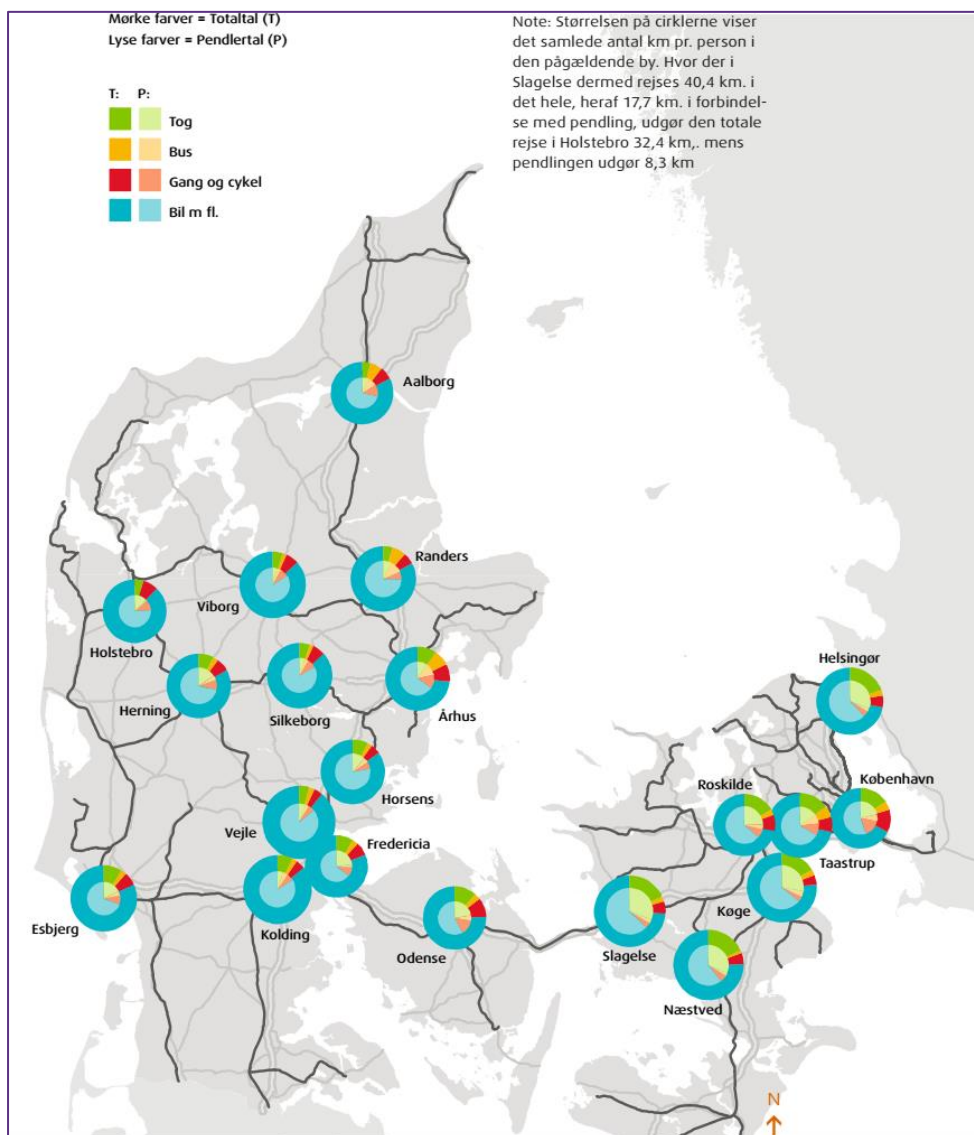 Mørke farver = Totaltal (T)
Lyse farver = Pendlertal (P)
T: P:
Tog
Bus
Gang og cykel
Bil m fl.
Note: Størrelsen på cirklerne viser
det samlede antal km pr. person i
den pågældende by. Hvor der i
Slagelse dermed rejses 40,4 km. i
det hele, heraf 17,7 km. i forbindel-
se med pendling, udgør den totale
rejse i Holstebro 32,4 km,. mens
pendlingen udgør 8,3 km
Aalborg
Randers
Viborg
Holstebro
Herning
Silkeborg
Århus
Helsingør
Horsens
Roskilde
København
Vejle
Fredericia
Taastrup
Esbjerg
Kolding
Køge
Odense
Slagelse
Næstved
N